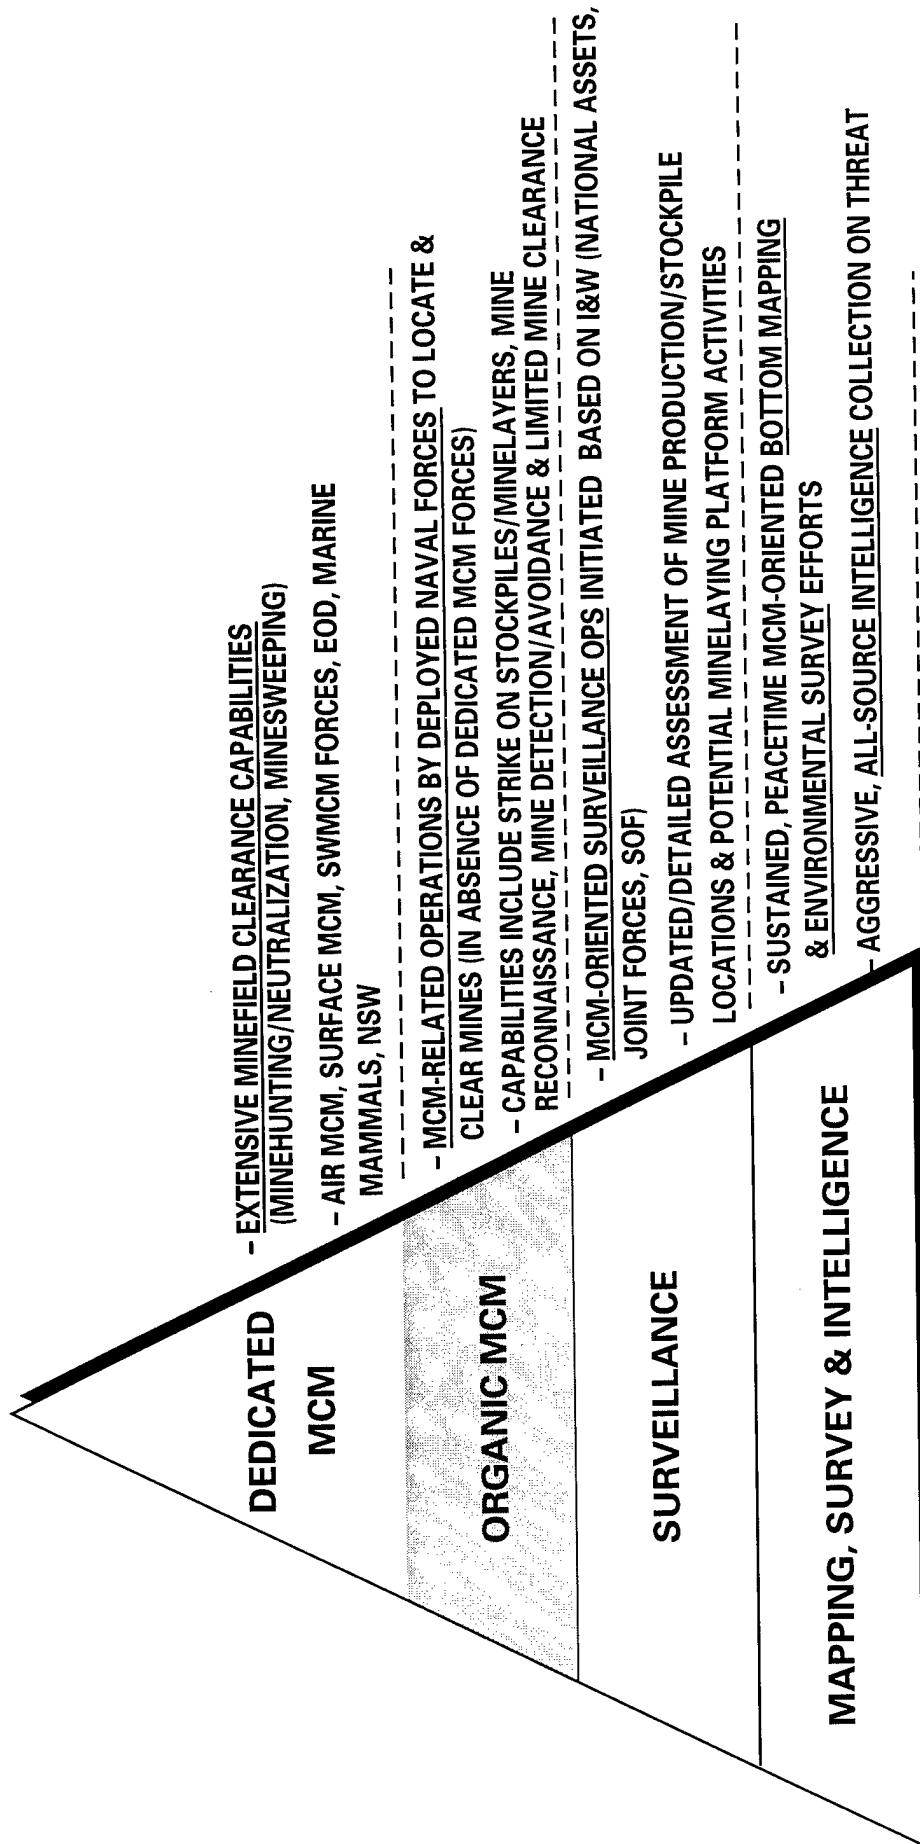 DEDICATED
MCM
– EXTENSIVE MINEFIELD CLEARANCE CAPABILITIES
(MINEHUNTING/NEUTRALIZATION, MINESWEEPING)
– AIR MCM, SURFACE MCM, SWMCM FORCES, EOD, MARINE
MAMMALS, NSW
ORGANIC MCM
– MCM-RELATED OPERATIONS BY DEPLOYED NAVAL FORCES TO LOCATE &
CLEAR MINES (IN ABSENCE OF DEDICATED MCM FORCES)
– CAPABILITIES INCLUDE STRIKE ON STOCKPILES/MINELAYERS, MINE
RECONNAISSANCE, MINE DETECTION/AVOIDANCE & LIMITED MINE CLEARANCE
SURVEILLANCE
– MCM-ORIENTED SURVEILLANCE OPS INITIATED BASED ON I&W (NATIONAL ASSETS,
JOINT FORCES, SOF)
– UPDATED/DETAILED ASSESSMENT OF MINE PRODUCTION/STOCKPILE
LOCATIONS & POTENTIAL MINELAYING PLATFORM ACTIVITIES
MAPPING, SURVEY & INTELLIGENCE
– SUSTAINED, PEACETIME MCM-ORIENTED BOTTOM MAPPING
& ENVIRONMENTAL SURVEY EFFORTS
– AGGRESSIVE, ALL-SOURCE INTELLIGENCE COLLECTION ON THREAT